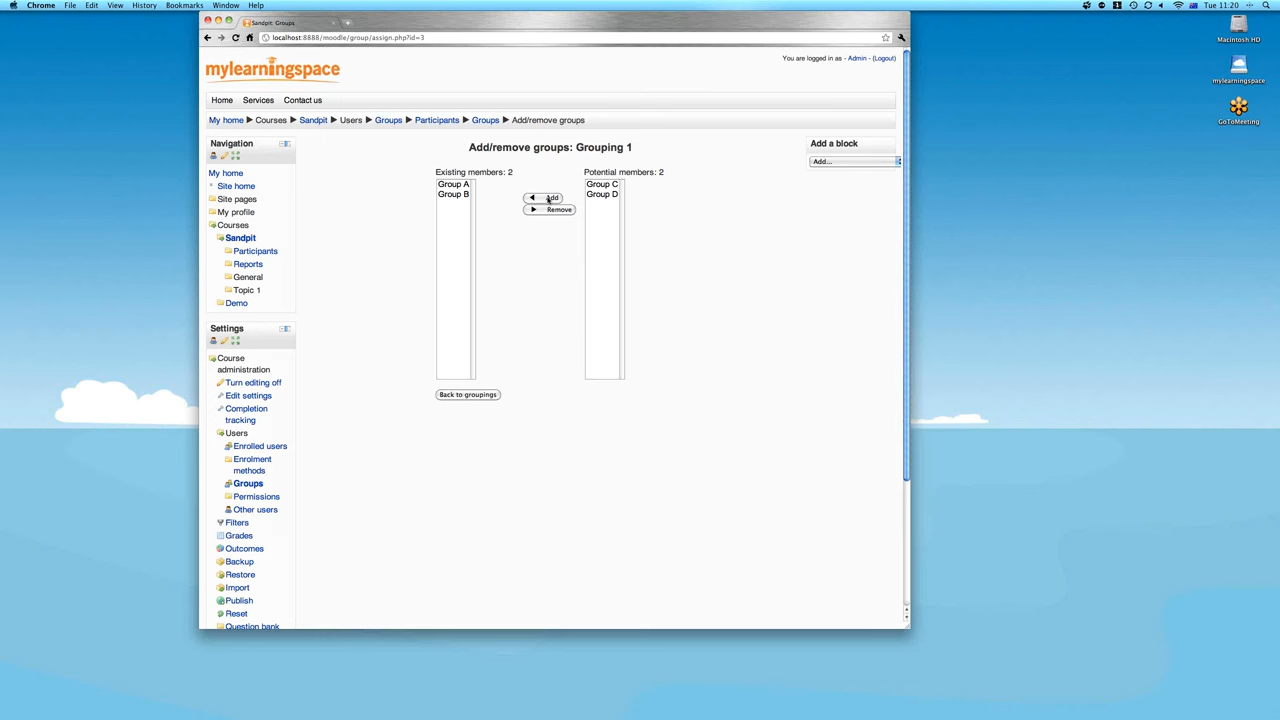 Chrome File Edit View History Bookmarks Window Help Tue 11:20
Sandpit: Groups
localhost:8888/moodle/group/assign.php?id=3
Macintosh HD
mylearningspace
GoToMeeting
mylearningspace
You are logged in as - Admin - (Logout)
Home Services Contact us
My home ▶ Courses ▶ Sandpit ▶ Users ▶ Groups ▶ Participants ▶ Groups ▶ Add/remove groups
Navigation
My home
Site home
Site pages
My profile
Courses
Sandpit
Participants
Reports
General
Topic 1
Demo
Settings
Course
administration
Turn editing off
Edit settings
Completion
tracking
Users
Enrolled users
Enrolment
methods
Groups
Permissions
Other users
Filters
Grades
Outcomes
Backup
Restore
Import
Publish
Reset
Question bank
Add/remove groups: Grouping 1
Existing members: 2
Group A
Group B
Add
Remove
Potential members: 2
Group C
Group D
Back to groupings
Add a block
Add...